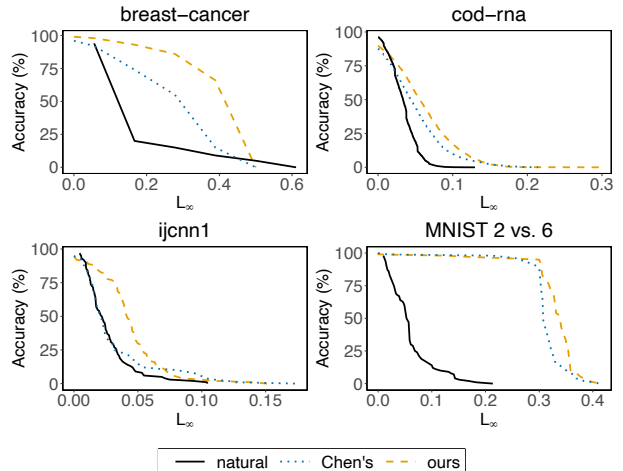 breast-cancer
Accuracy (%)
100
75
50
25
0
0.0 0.2 0.4 0.6
L∞
cod-rna
Accuracy (%)
100
75
50
25
0
0.0 0.1 0.2 0.3
L∞
ijcnn1
Accuracy (%)
100
75
50
25
0
0.00 0.05 0.10 0.15
L∞
MNIST 2 vs. 6
Accuracy (%)
100
75
50
25
0
0.0 0.1 0.2 0.3 0.4
L∞
natural Chen's ours